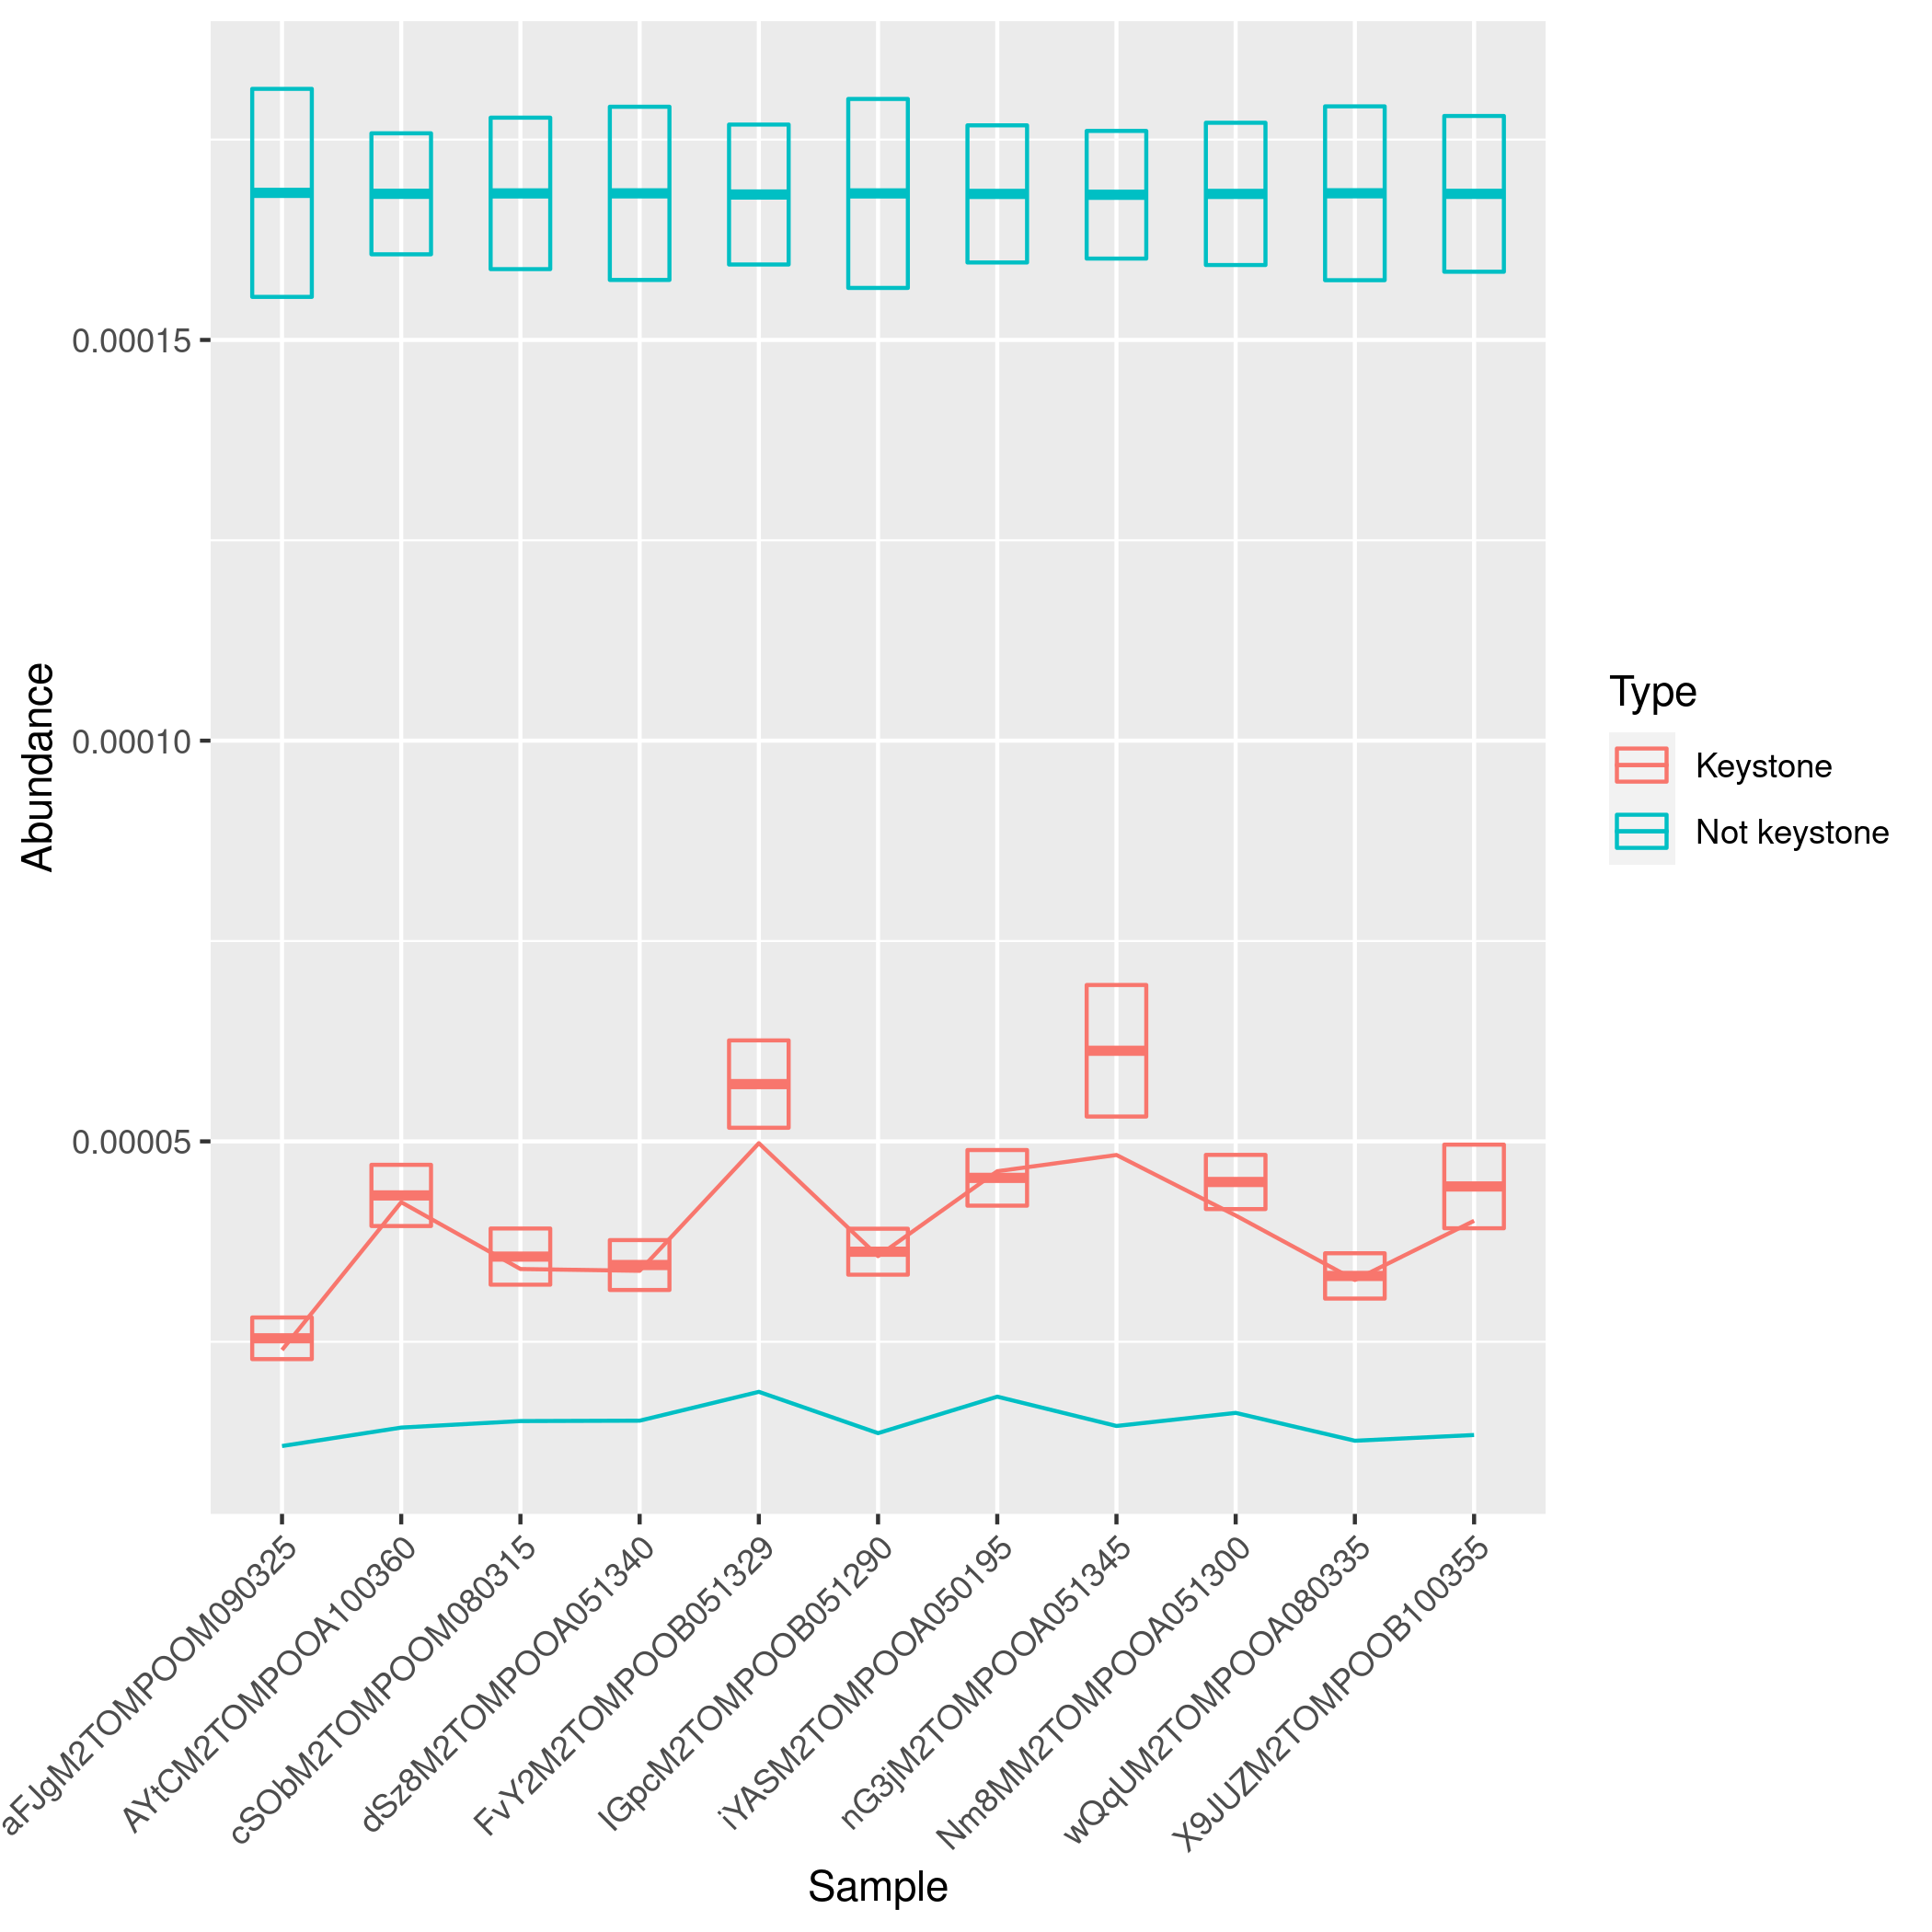 Abundance
0.00015
0.00010
0.00005
aFJgM2TOMPOOM090325
AYtCM2TOMPOOA100360
cSObM2TOMPOOM080315
dSz8M2TOMPOOA051340
FvY2M2TOMPOOB051329
IGpcM2TOMPOOB051290
iYASM2TOMPOOA050195
nG3jM2TOMPOOA051345
Nm8MM2TOMPOOA051300
wQqUM2TOMPOOA080335
X9JUZM2TOMPOOB100355
Sample
Type
Keystone
Not keystone